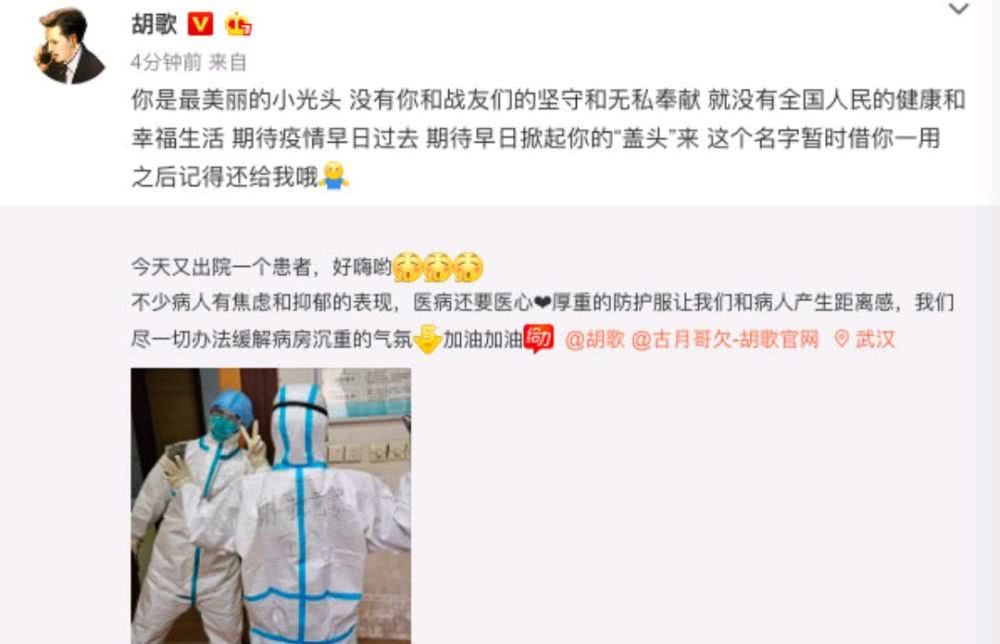 胡歌
4分钟前 来自
你是最美丽的小光头 没有你和战友们的坚守和无私奉献 就没有全国人民的健康和
幸福生活 期待疫情早日过去 期待早日掀起你的“盖头”来 这个名字暂时借你一用
之后记得还给我哦
今天又出院一个患者，好嗨哟
不少病人有焦虑和抑郁的表现，医病还要医心❤厚重的防护服让我们和病人产生距离感，我们
尽一切办法缓解病房沉重的气氛加油加油 @胡歌 @古月哥欠-胡歌官网 武汉